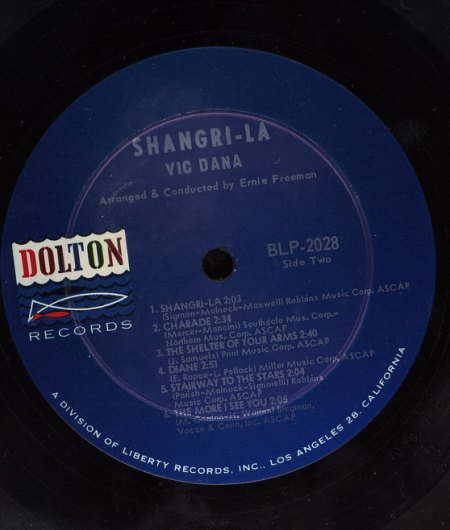 SHANGRI-LA
VIC DANA
Arranged & Conducted by Ernie Freeman
BLP-2028
Side Two
DOLTON
RECORDS
1. SHANGRI-LA 2:03
(Sigman-Malneck-Maxwell) Robbins Music Corp. ASCAP
2. CHARADE 2:34
(Mercer-Mancini) Southdale Mus. Corp.-
Northern Mus. Corp. ASCAP
3. THE SHELTER OF YOUR ARMS 2:40
(J. Samuels) Print Music Corp. ASCAP
4. DIANE 2:51
(E. Rapee-L. Pollack) Miller Music Corp. ASCAP
5. STAIRWAY TO THE STARS 2:04
(Parish-Malneck-Signorelli) Robbins
Music Corp. ASCAP
6. THE MORE I SEE YOU 2:05
(M. Gordon-H. Warren) Bregman,
Vocco & Conn, Inc. ASCAP
A DIVISION OF LIBERTY RECORDS, INC., LOS ANGELES 28, CALIFORNIA